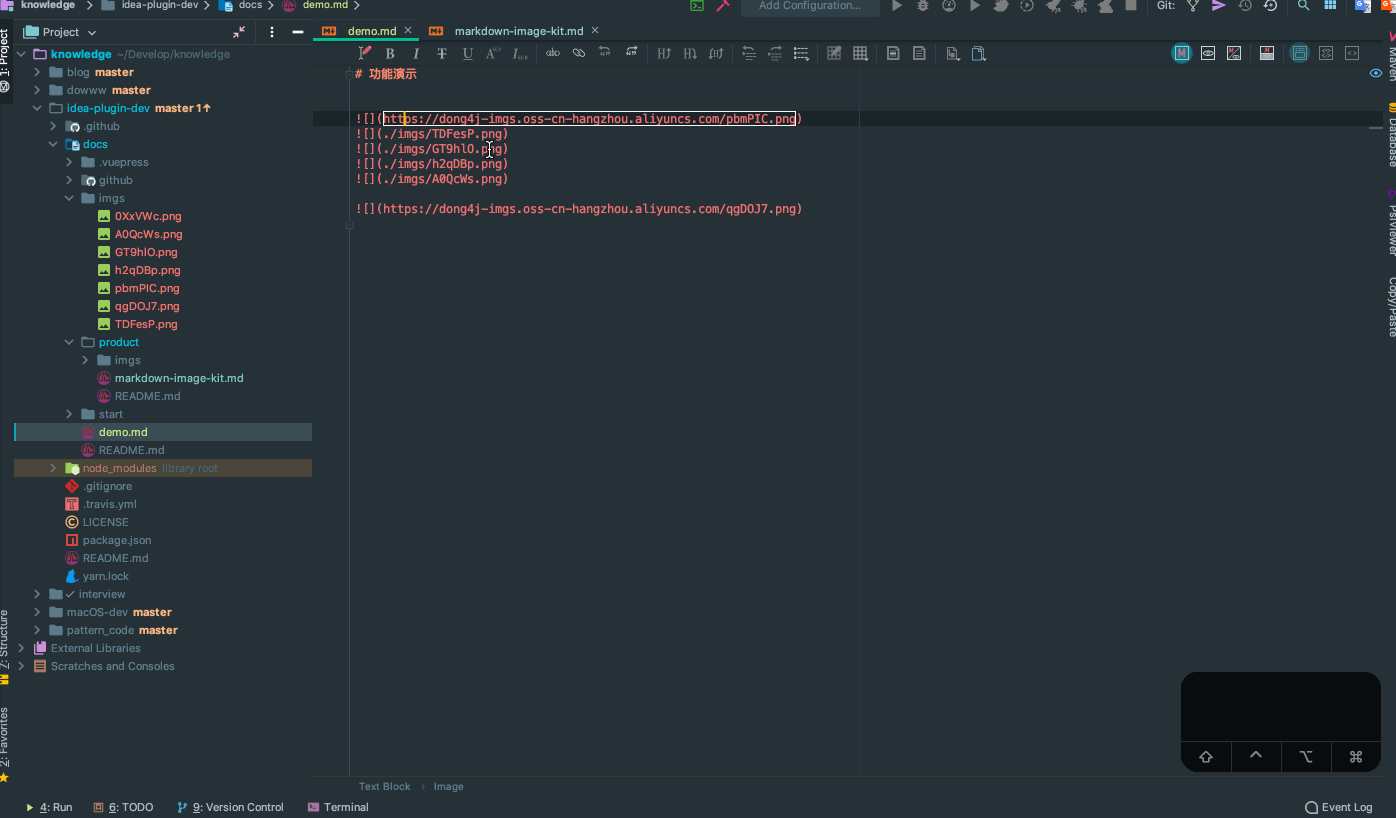 knowledge idea-plugin-dev docs demo.md Add Configuration... Git:
Project
demo.md
markdown-image-kit.md
1: Project
knowledge ~/Develop/knowledge
blog master
dowww master
idea-plugin-dev master 1↑
.github
docs
.vuepress
github
imgs
0XxVWc.png
A0QcWs.png
GT9hlO.png
h2qDBp.png
pbmPIC.png
qgDOJ7.png
TDFesP.png
product
imgs
markdown-image-kit.md
README.md
start
demo.md
README.md
node_modules library root
.gitignore
.travis.yml
LICENSE
package.json
README.md
yarn.lock
interview
macOS-dev master
pattern_code master
External Libraries
Scratches and Consoles
7: Structure
2: Favorites
# 功能演示
![](https://dong4j-imgs.oss-cn-hangzhou.aliyuncs.com/pbmPIC.png)
![](./imgs/TDFesP.png)
![](./imgs/GT9hlO.png)
![](./imgs/h2qDBp.png)
![](./imgs/A0QcWs.png)
![](https://dong4j-imgs.oss-cn-hangzhou.aliyuncs.com/qgDOJ7.png)
Maven
Database
PsiViewer
Copy/Paste
Text Block › Image
4: Run
6: TODO
9: Version Control
Terminal
Event Log